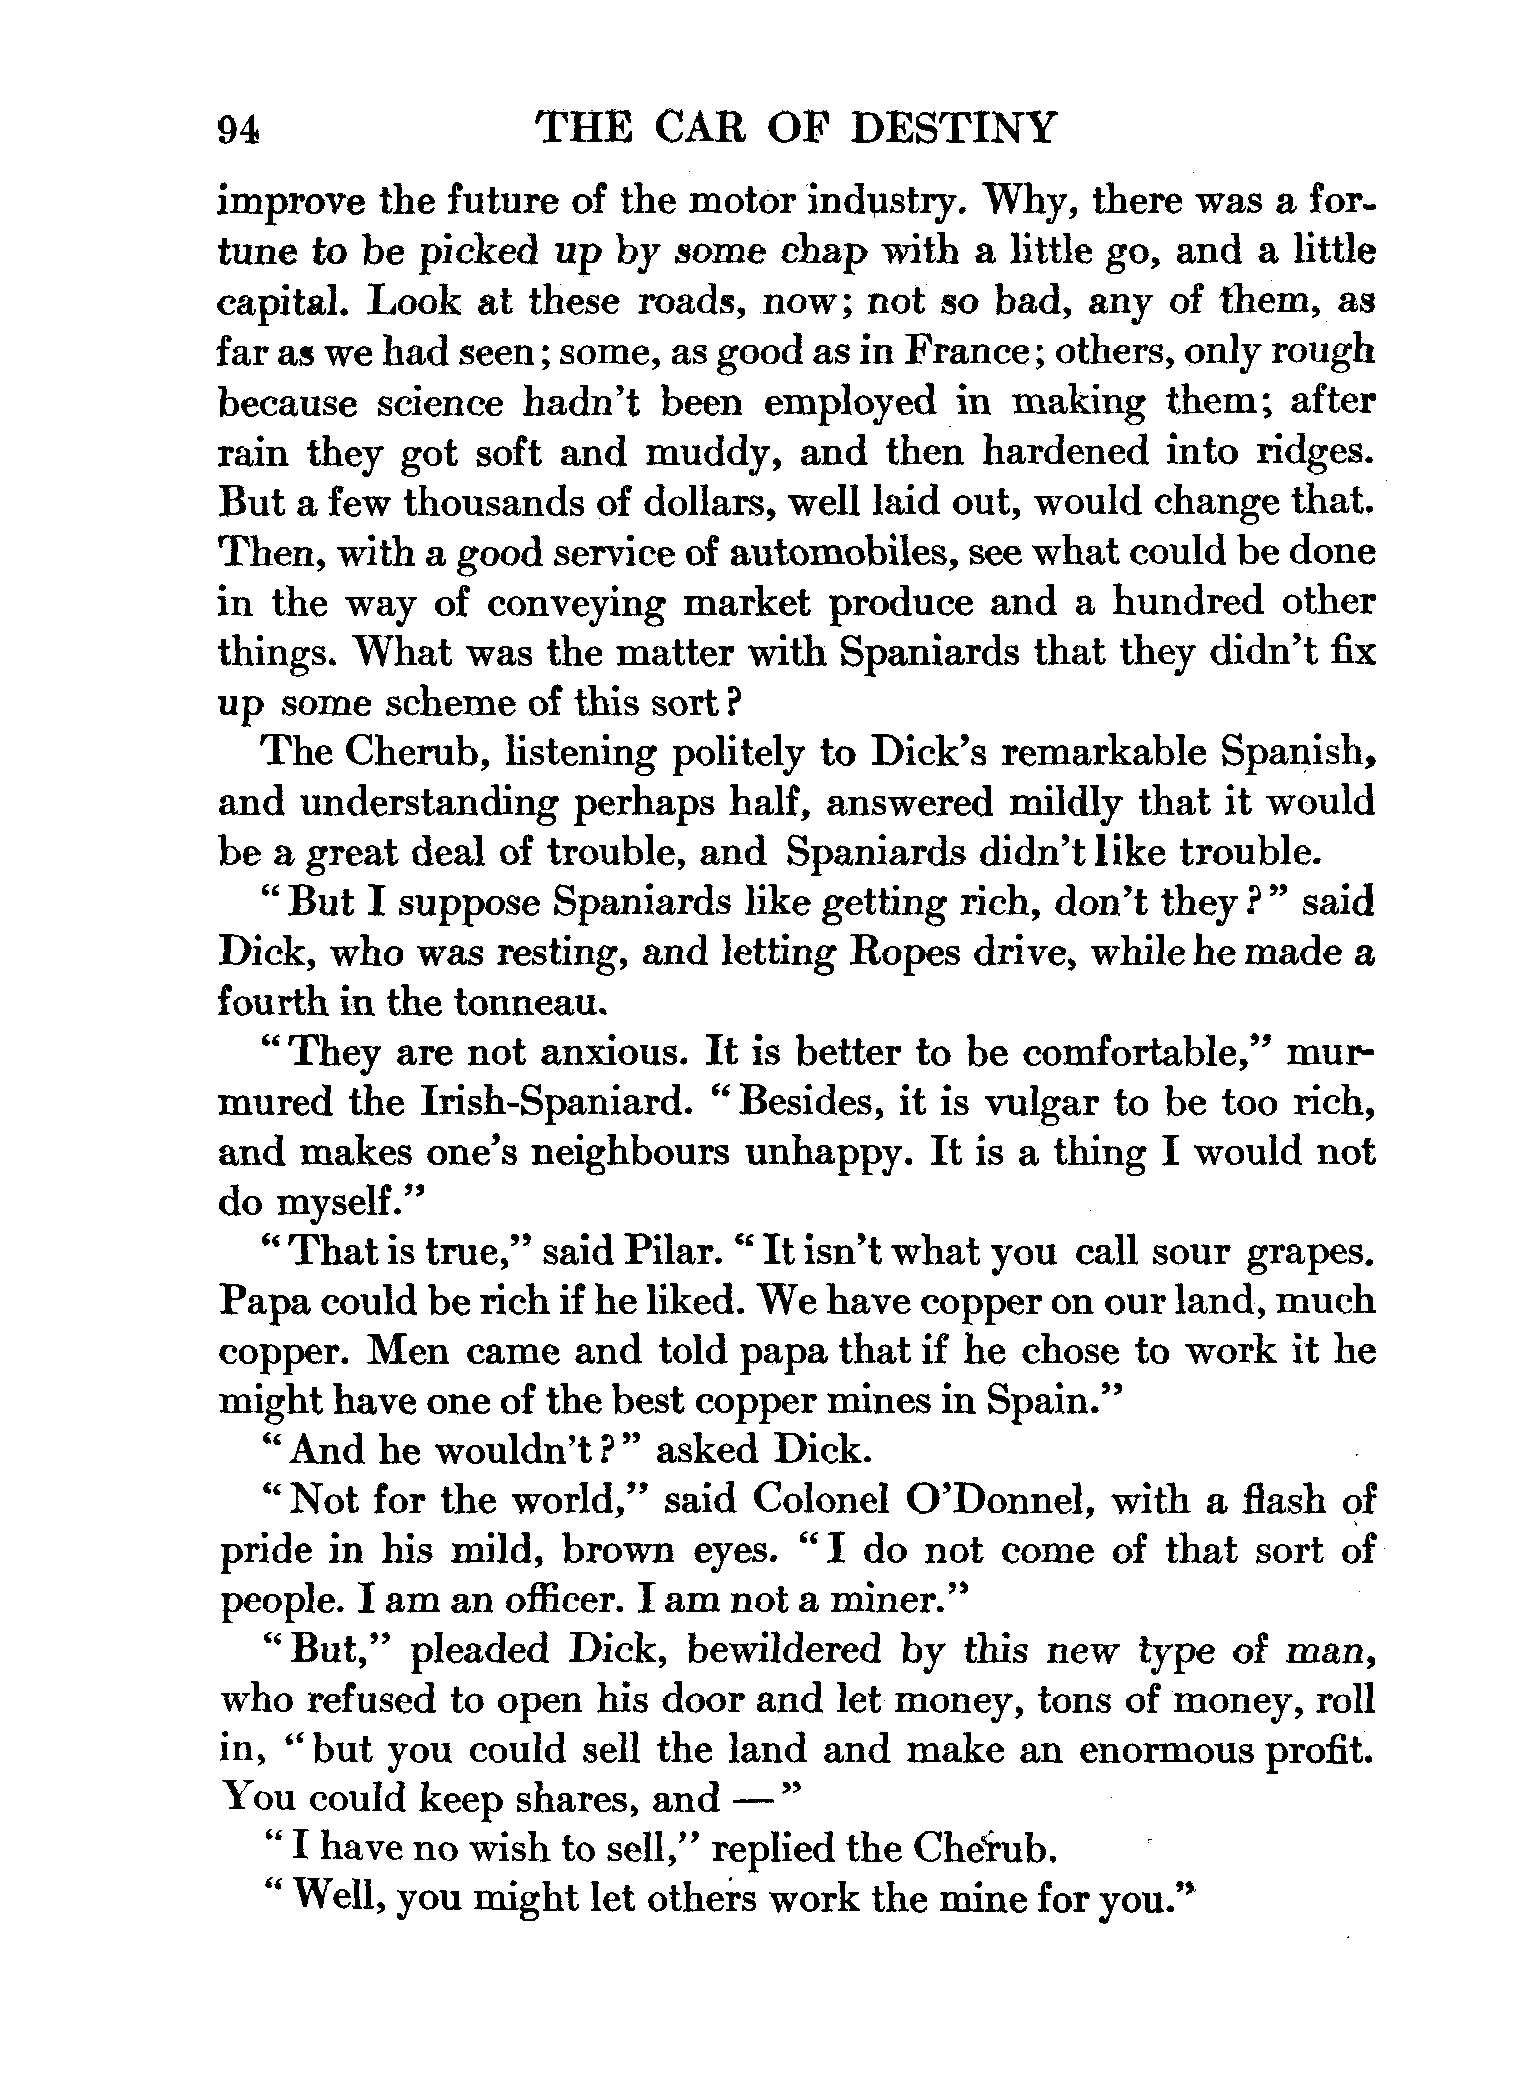 94 THE CAR OF DESTINY
improve the future of the motor industry. Why, there was a for-
tune to be picked up by some chap with a little go, and a little
capital. Look at these roads, now; not so bad, any of them, as
far as we had seen; some, as good as in France; others, only rough
because science hadn't been employed in making them; after
rain they got soft and muddy, and then hardened into ridges.
But a few thousands of dollars, well laid out, would change that.
Then, with a good service of automobiles, see what could be done
in the way of conveying market produce and a hundred other
things. What was the matter with Spaniards that they didn't fix
up some scheme of this sort?
The Cherub, listening politely to Dick's remarkable Spanish,
and understanding perhaps half, answered mildly that it would
be a great deal of trouble, and Spaniards didn't like trouble.
"But I suppose Spaniards like getting rich, don't they?" said
Dick, who was resting, and letting Ropes drive, while he made a
fourth in the tonneau.
"They are not anxious. It is better to be comfortable," mur-
mured the Irish-Spaniard. "Besides, it is vulgar to be too rich,
and makes one's neighbours unhappy. It is a thing I would not
do myself."
"That is true," said Pilar. "It isn't what you call sour grapes.
Papa could be rich if he liked. We have copper on our land, much
copper. Men came and told papa that if he chose to work it he
might have one of the best copper mines in Spain."
"And he wouldn't?" asked Dick.
"Not for the world," said Colonel O'Donnel, with a flash of
pride in his mild, brown eyes. "I do not come of that sort of
people. I am an officer. I am not a miner."
"But," pleaded Dick, bewildered by this new type of man,
who refused to open his door and let money, tons of money, roll
in, "but you could sell the land and make an enormous profit.
You could keep shares, and —"
"I have no wish to sell," replied the Cherub.
"Well, you might let others work the mine for you."